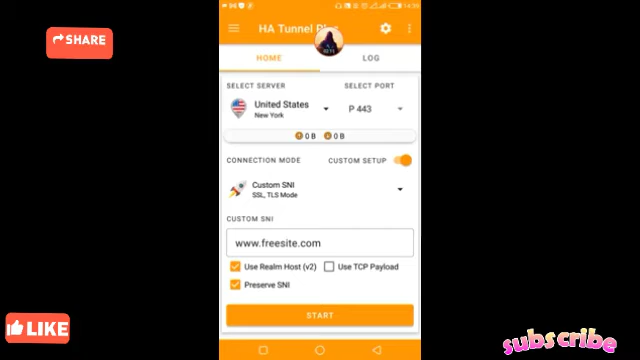 SHARE
14:30
HA Tunnel Plus
HOME
LOG
SELECT SERVER
SELECT PORT
United States
New York
P 443
0 B
0 B
CONNECTION MODE
CUSTOM SETUP
Custom SNI
SSL, TLS Mode
CUSTOM SNI
www.freesite.com
Use Realm Host (v2)
Use TCP Payload
Preserve SNI
START
LIKE
subscribe